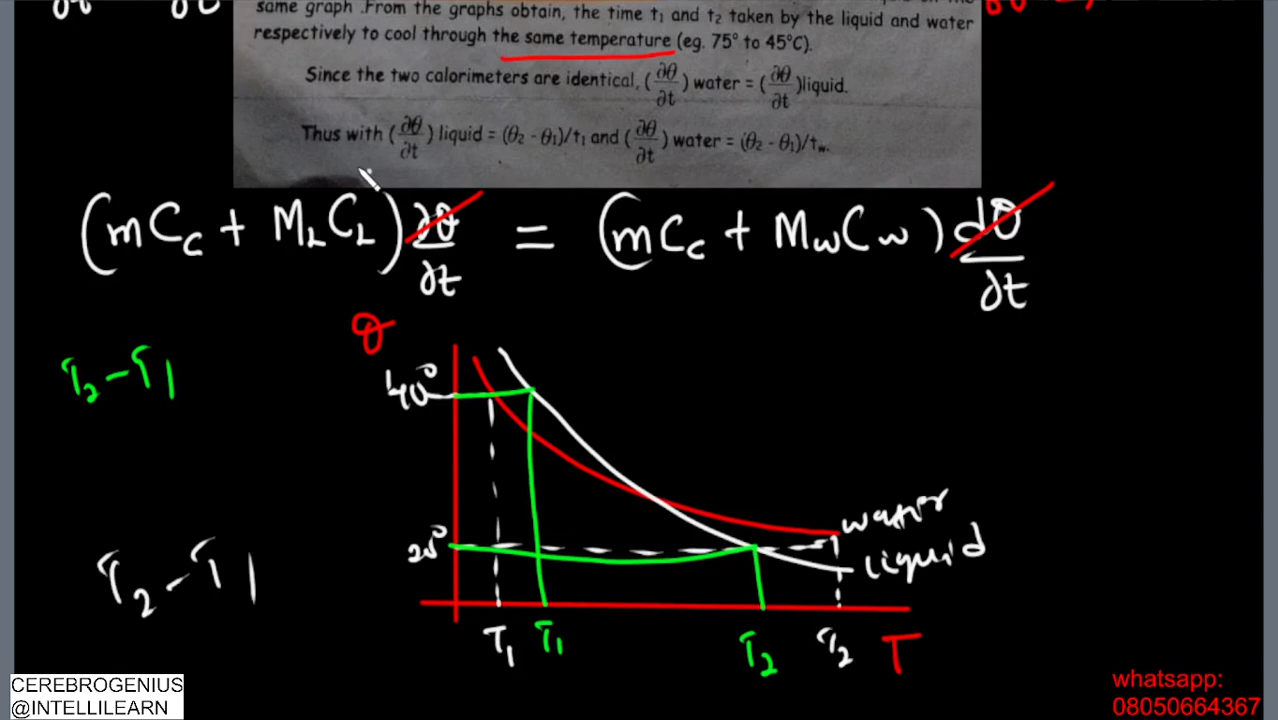 same graph .From the graphs obtain, the time t₁ and t₂ taken by the liquid and water
respectively to cool through the same temperature (eg. 75° to 45°C).
Since the two calorimeters are identical, (∂θ/∂t) water = (∂θ/∂t)liquid.
Thus with (∂θ/∂t) liquid = (θ₂ - θ₁)/t₁ and (∂θ/∂t) water = (θ₂ - θ₁)/tw.
(mCc + MLCL) ∂θ/∂t = (mCc + MwCw) dθ/∂t
θ
T₂ - T₁
40°
water
20°
liquid
T₂ - T₁
T₁ T₁ T₂ T₂ T
CEREBROGENIUS
@INTELLILEARN
whatsapp:
08050664367